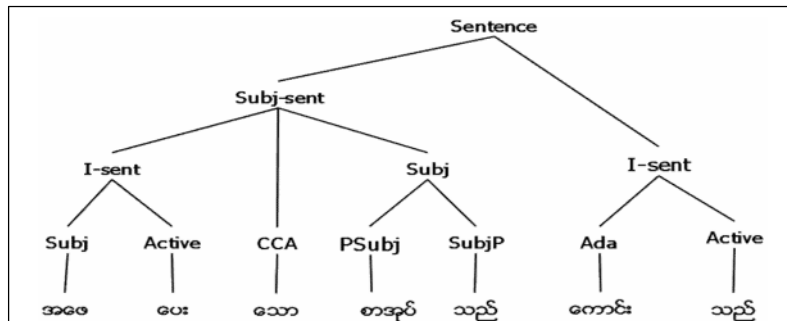 Sentence
Subj-sent
I-sent Subj I-sent
Subj Active CCA PSubj SubjP Ada Active
အဖေ ပေး သော စာအုပ် သည် ကောင်း သည်